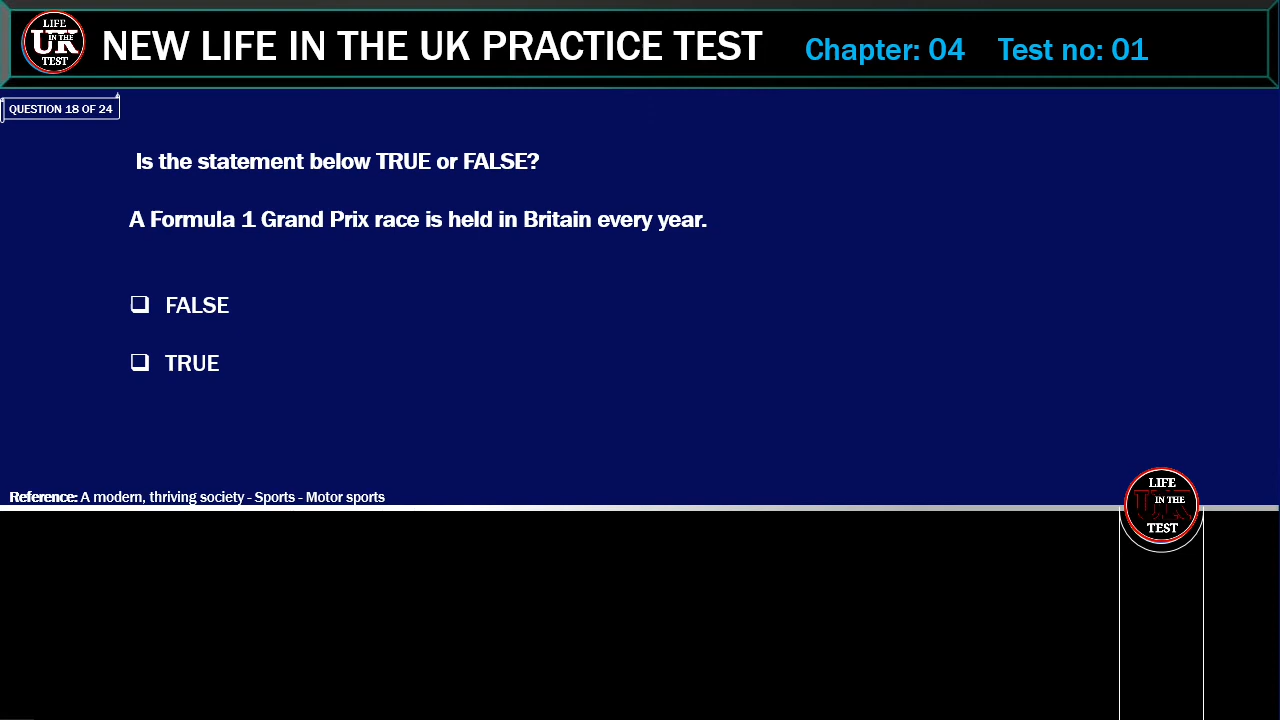 LIFE
UK
IN THE
TEST
NEW LIFE IN THE UK PRACTICE TEST Chapter: 04 Test no: 01
QUESTION 18 OF 24
Is the statement below TRUE or FALSE?
A Formula 1 Grand Prix race is held in Britain every year.
❑ FALSE
❑ TRUE
Reference: A modern, thriving society - Sports - Motor sports
LIFE
UK
IN THE
TEST